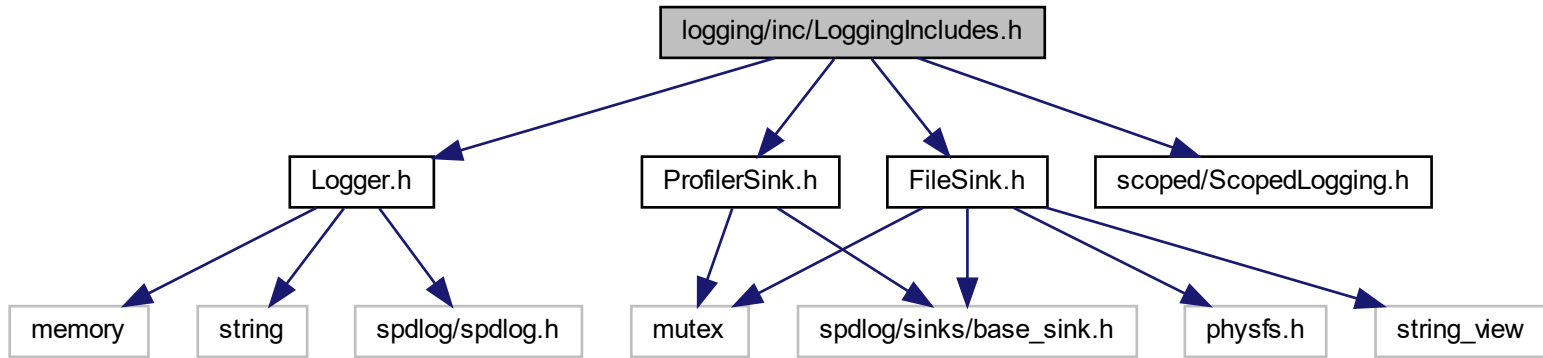 logging/inc/LoggingIncludes.h
Logger.h
ProfilerSink.h
FileSink.h
scoped/ScopedLogging.h
memory
string
spdlog/spdlog.h
mutex
spdlog/sinks/base_sink.h
physfs.h
string_view